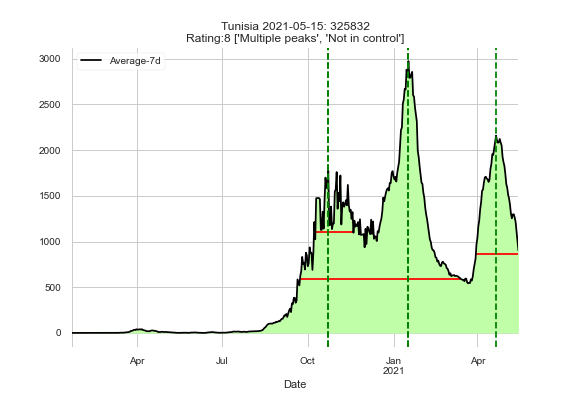 Tunisia 2021-05-15: 325832
Rating:8 ['Multiple peaks', 'Not in control']
Average-7d
3000
2500
2000
1500
1000
500
0
Apr
Jul
Oct
Jan
2021
Apr
Date